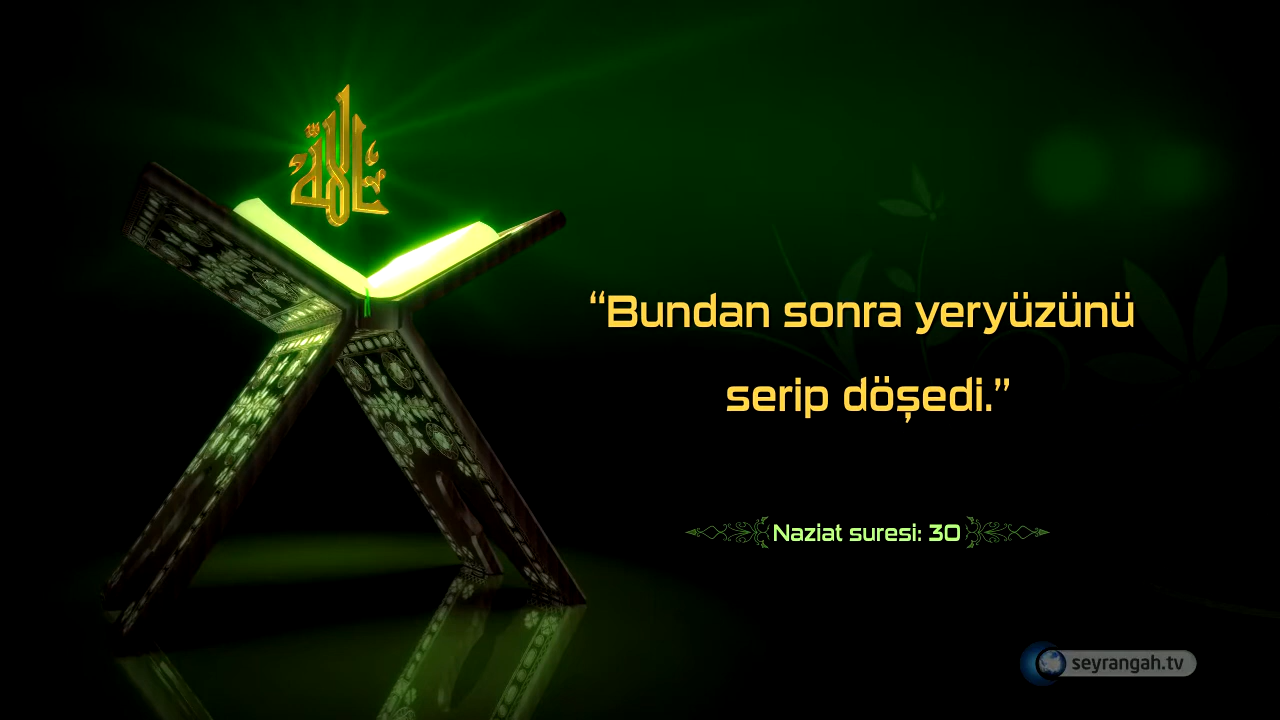 الله
“Bundan sonra yeryüzünü
serip döşedi.”
Naziat suresi: 30
seyrangah.tv